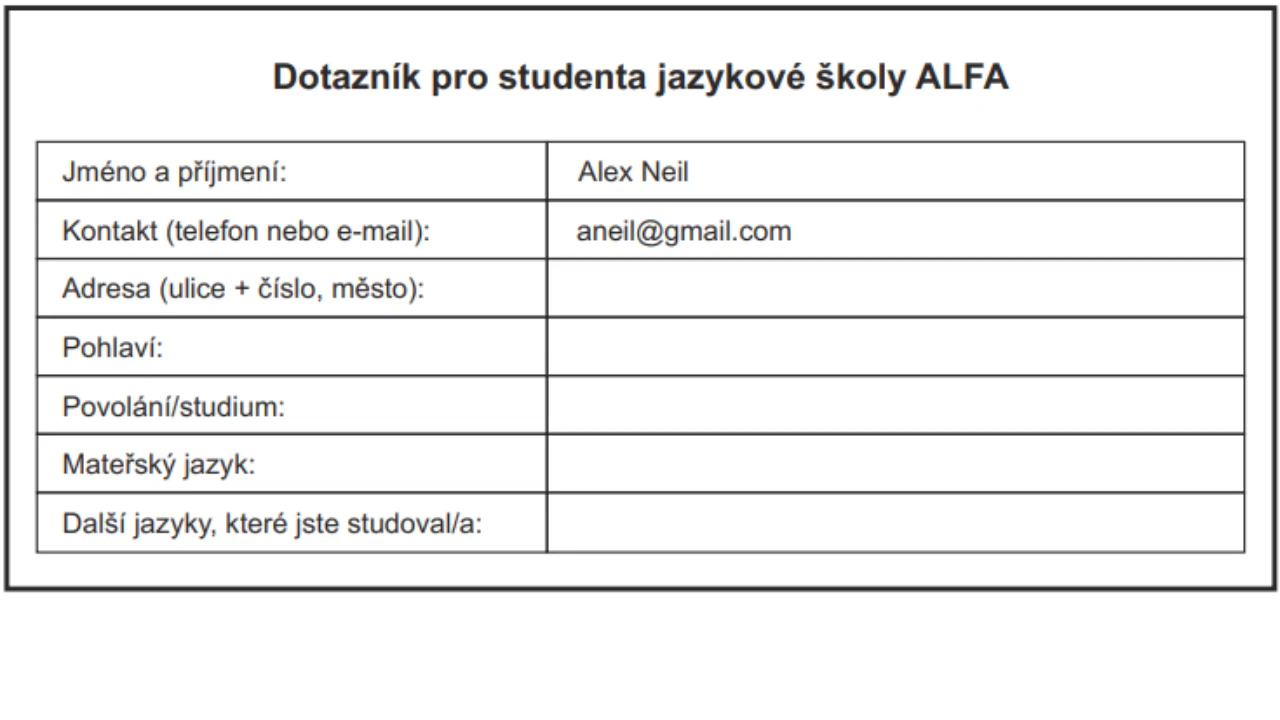 Dotazník pro studenta jazykové školy ALFA
Jméno a příjmení: Alex Neil
Kontakt (telefon nebo e-mail): aneil@gmail.com
Adresa (ulice + číslo, město):
Pohlaví:
Povolání/studium:
Mateřský jazyk:
Další jazyky, které jste studoval/a: